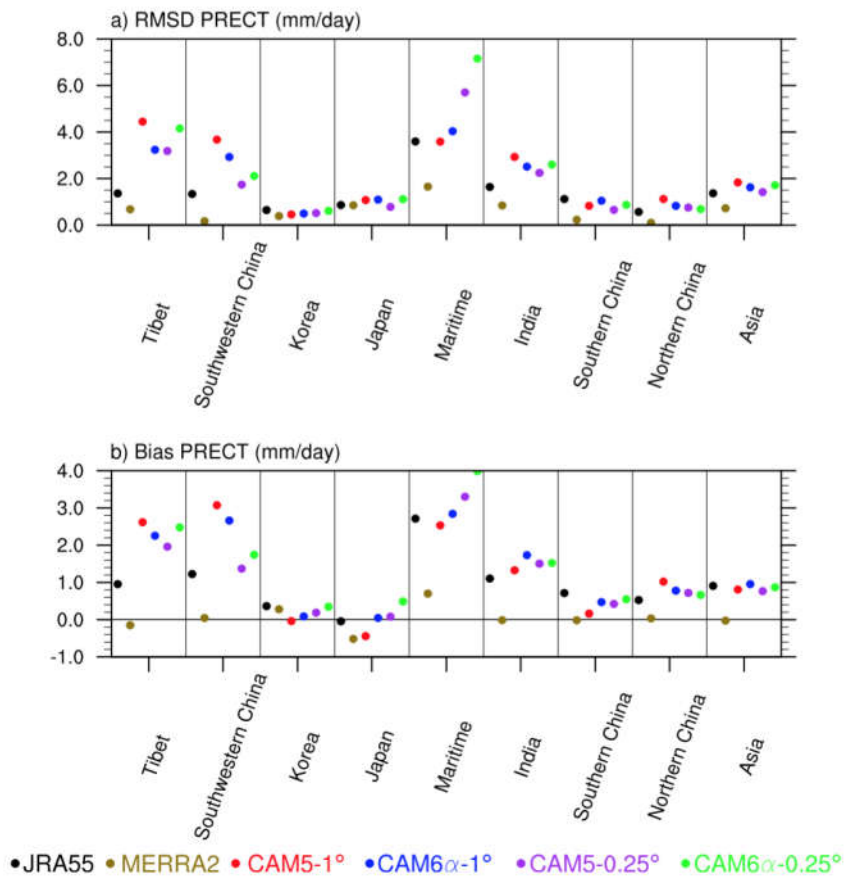 a) RMSD PRECT (mm/day)
8.0
6.0
4.0
2.0
0.0
Tibet
Southwestern China
Korea
Japan
Maritime
India
Southern China
Northern China
Asia
b) Bias PRECT (mm/day)
4.0
3.0
2.0
1.0
0.0
-1.0
Tibet
Southwestern China
Korea
Japan
Maritime
India
Southern China
Northern China
Asia
JRA55 MERRA2 CAM5-1° CAM6α-1° CAM5-0.25° CAM6α-0.25°